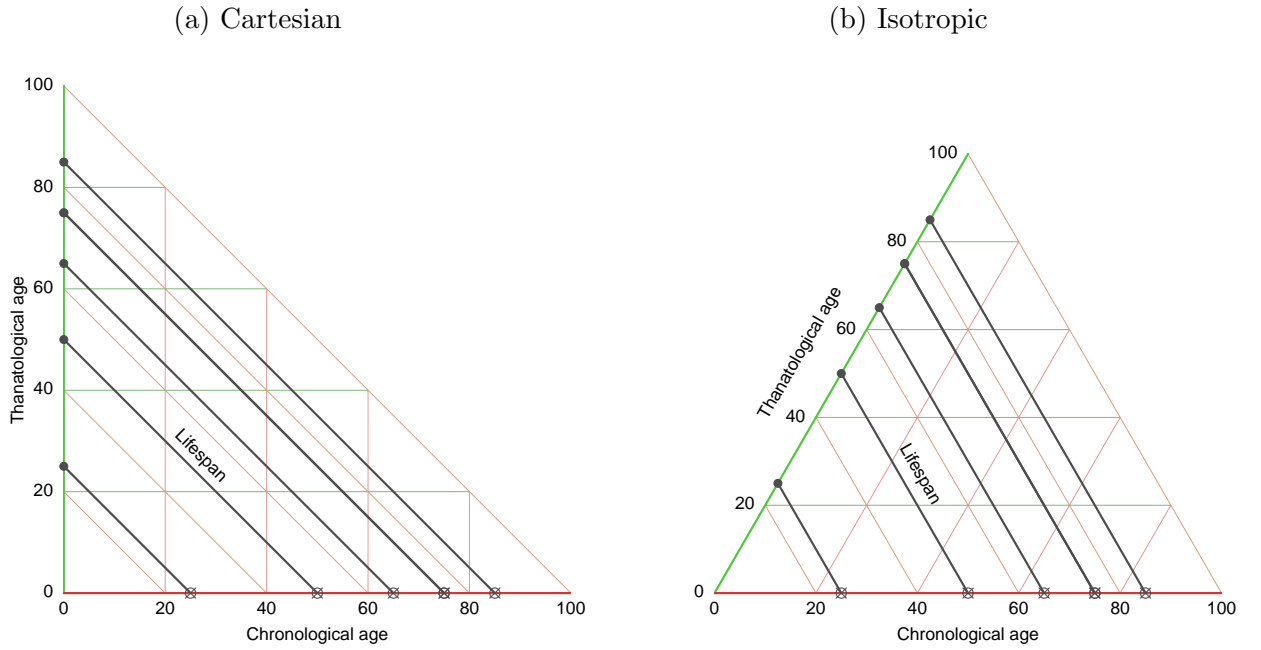 (a) Cartesian
100
80
60
40
20
0
0 20 40 60 80 100
Thanatological age
Lifespan
Chronological age
(b) Isotropic
100
80
60
40
20
0
0 20 40 60 80 100
Thanatological age
Lifespan
Chronological age